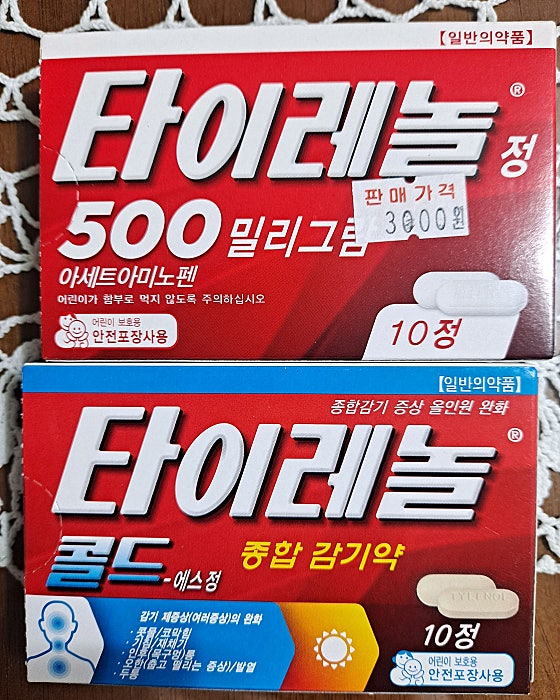 [일반의약품]
타이레놀®
정
판매가격
3000원
500 밀리그람
아세트아미노펜
어린이가 함부로 먹지 않도록 주의하십시오
어린이 보호용
안전포장사용
10정
[일반의약품]
종합감기 증상 올인원 완화
타이레놀®
콜드-에스정
종합 감기약
감기 제증상(여러증상)의 완화
· 콧물/코막힘
· 기침/재채기
· 인후(목구멍)통
· 오한(춥고 떨리는 증상)/발열
· 두통
TYLENOL
10정
어린이 보호용
안전포장사용